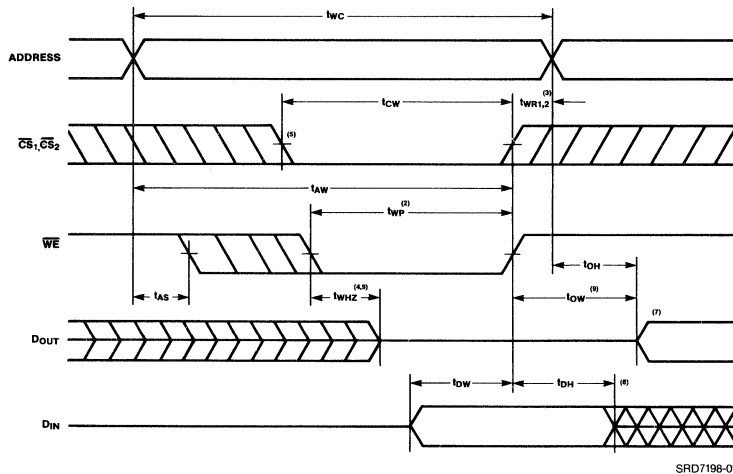 tWC
ADDRESS
tCW
tWR1,2 (3)
CS1, CS2
(5)
tAW
tWP (2)
WE
tAS
tWHZ (4,9)
tOH
tOW (9)
DOUT
(7)
tDW
tDH
(8)
DIN
SRD7198-0